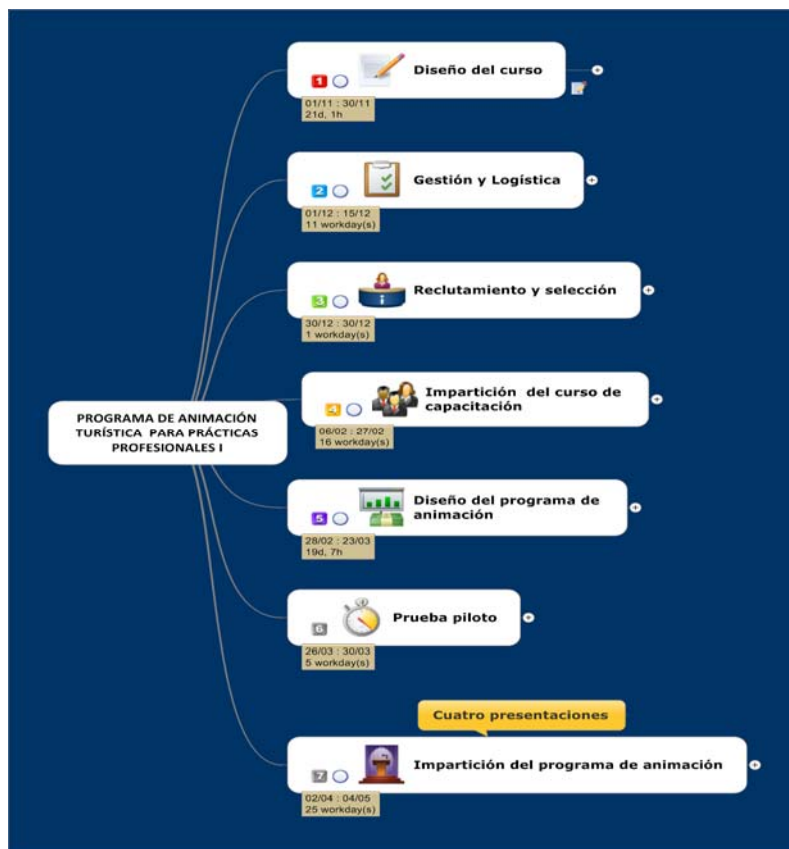 1
Diseño del curso
01/11 : 30/11
21d, 1h
2
Gestión y Logística
01/12 : 15/12
11 workday(s)
3
Reclutamiento y selección
30/12 : 30/12
1 workday(s)
PROGRAMA DE ANIMACIÓN
TURÍSTICA PARA PRÁCTICAS
PROFESIONALES I
4
Impartición del curso de
capacitación
06/02 : 27/02
16 workday(s)
5
Diseño del programa de
animación
28/02 : 23/03
19d, 7h
6
Prueba piloto
26/03 : 30/03
5 workday(s)
Cuatro presentaciones
7
Impartición del programa de animación
02/04 : 04/05
25 workday(s)